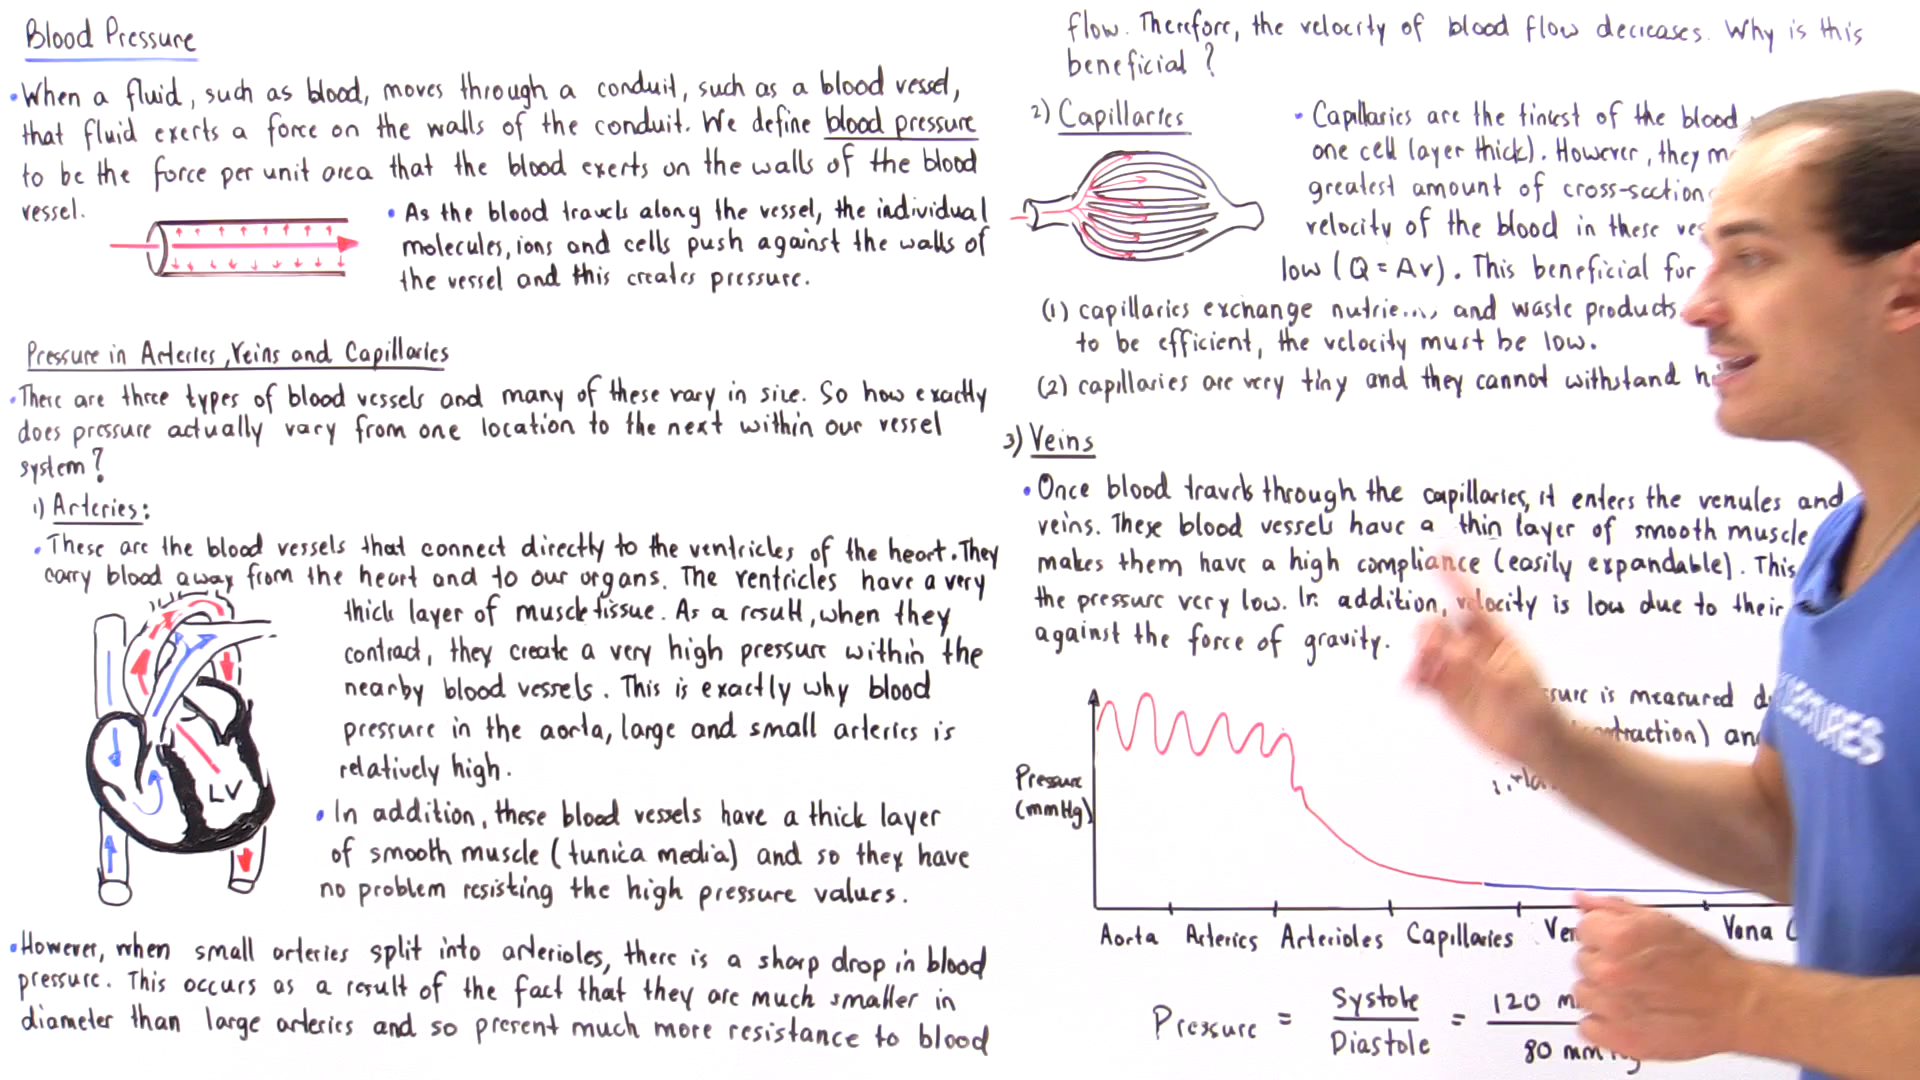 Blood Pressure
• When a fluid, such as blood, moves through a conduit, such as a blood vessel,
that fluid exerts a force on the walls of the conduit. We define blood pressure
to be the force per unit area that the blood exerts on the walls of the blood
vessel.
• As the blood travels along the vessel, the individual
molecules, ions and cells push against the walls of
the vessel and this creates pressure.
Pressure in Arteries, Veins and Capillaries
• There are three types of blood vessels and many of these vary in size. So how exactly
does pressure actually vary from one location to the next within our vessel
system?
1) Arteries:
• These are the blood vessels that connect directly to the ventricles of the heart. They
carry blood away from the heart and to our organs. The ventricles have a very
thick layer of muscle tissue. As a result, when they
contract, they create a very high pressure within the
nearby blood vessels. This is exactly why blood
pressure in the aorta, large and small arteries is
relatively high.
LV
• In addition, these blood vessels have a thick layer
of smooth muscle (tunica media) and so they have
no problem resisting the high pressure values.
• However, when small arteries split into arterioles, there is a sharp drop in blood
pressure. This occurs as a result of the fact that they are much smaller in
diameter than large arteries and so present much more resistance to blood
flow. Therefore, the velocity of blood flow decreases. Why is this
beneficial?
2) Capillaries
• Capillaries are the tiniest of the blood
one cell layer thick). However, they
greatest amount of
velocity of the blood in these
low (Q = Av). This beneficial for
(1) capillaries exchange and waste products
to be efficient, the velocity must be low.
(2) capillaries are very tiny and they cannot withstand
3) Veins
• Once blood travels through the capillaries, it enters the venules and
veins. These blood vessels have a thin layer of smooth muscle
makes them have a high compliance (easily expandable). This
the pressure very low. In addition, velocity is low due to their
against the force of gravity.
is measured
and
Pressure
(mmHg)
Aorta Arteries Arterioles Capillaries Vena
Pressure = Systole / Diastole = 120 / 80